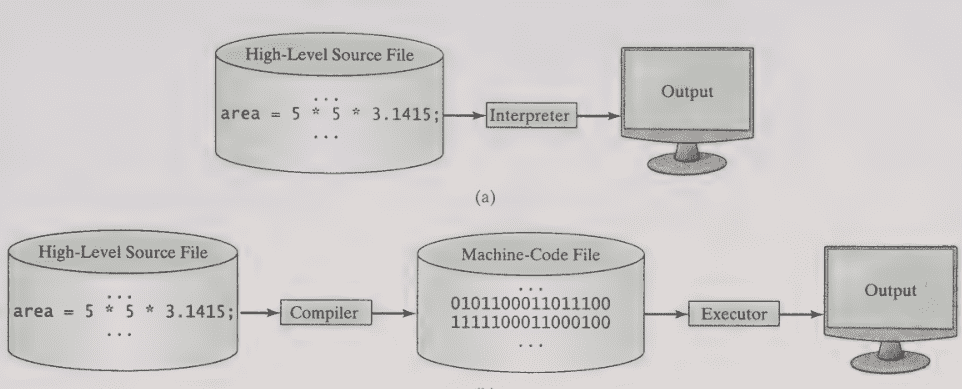 High-Level Source File
...
area = 5 * 5 * 3.1415;
...
Interpreter
Output
(a)
High-Level Source File
...
area = 5 * 5 * 3.1415;
...
Compiler
Machine-Code File
...
0101100011011100
1111100011000100
...
Executor
Output